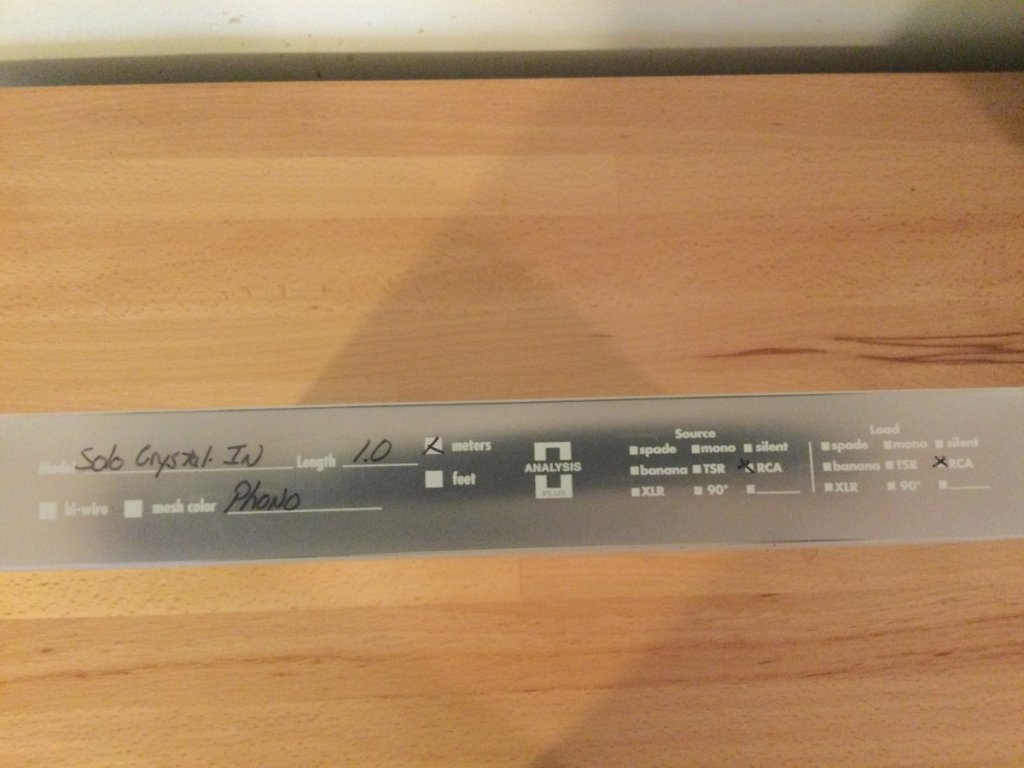 Model Solo Crystal IN Length 1.0 meters
feet
bi-wire mesh color Phono
ANALYSIS
PLUS
Source
spade mono silent
banana TSR RCA
XLR 90°
Load
spade mono silent
banana TSR RCA
XLR 90°